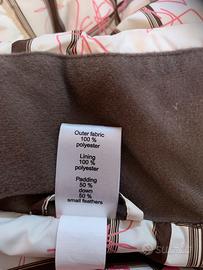 Outer fabric
100 %
polyester
Lining
100 %
polyester
Padding
50 %
down
50 %
small feathers